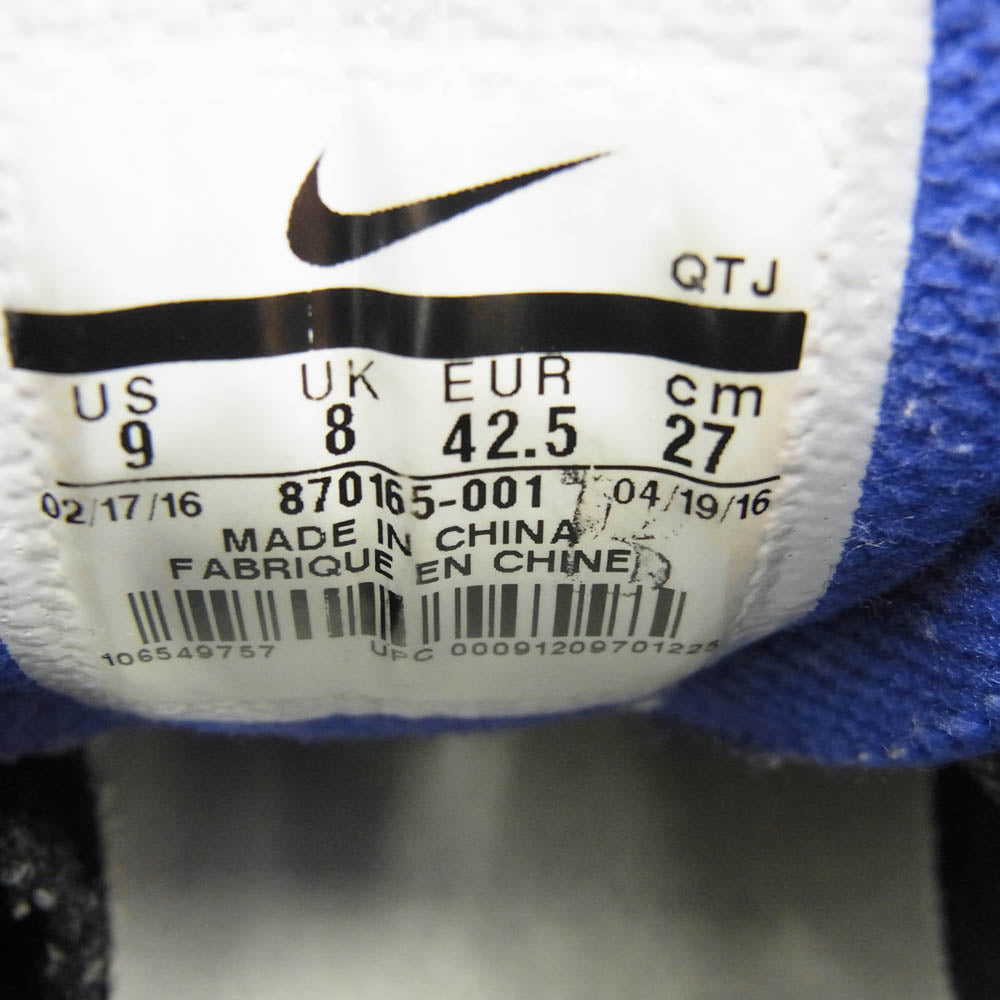 QTJ
US UK EUR cm
9 8 42.5 27
02/17/16 870165-001 04/19/16
MADE IN CHINA
FABRIQUE EN CHINE
106549757 UPC 00091209701225